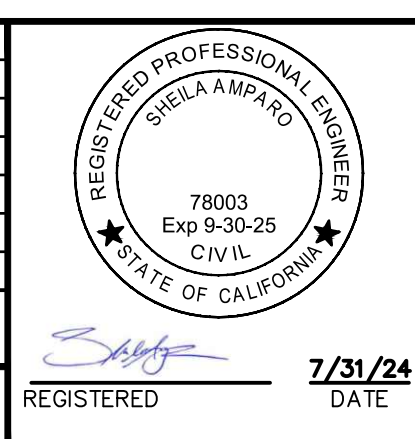 REGISTERED PROFESSIONAL ENGINEER
SHEILA AMPARO
78003
Exp 9-30-25
CIVIL
STATE OF CALIFORNIA
7/31/24
REGISTERED DATE